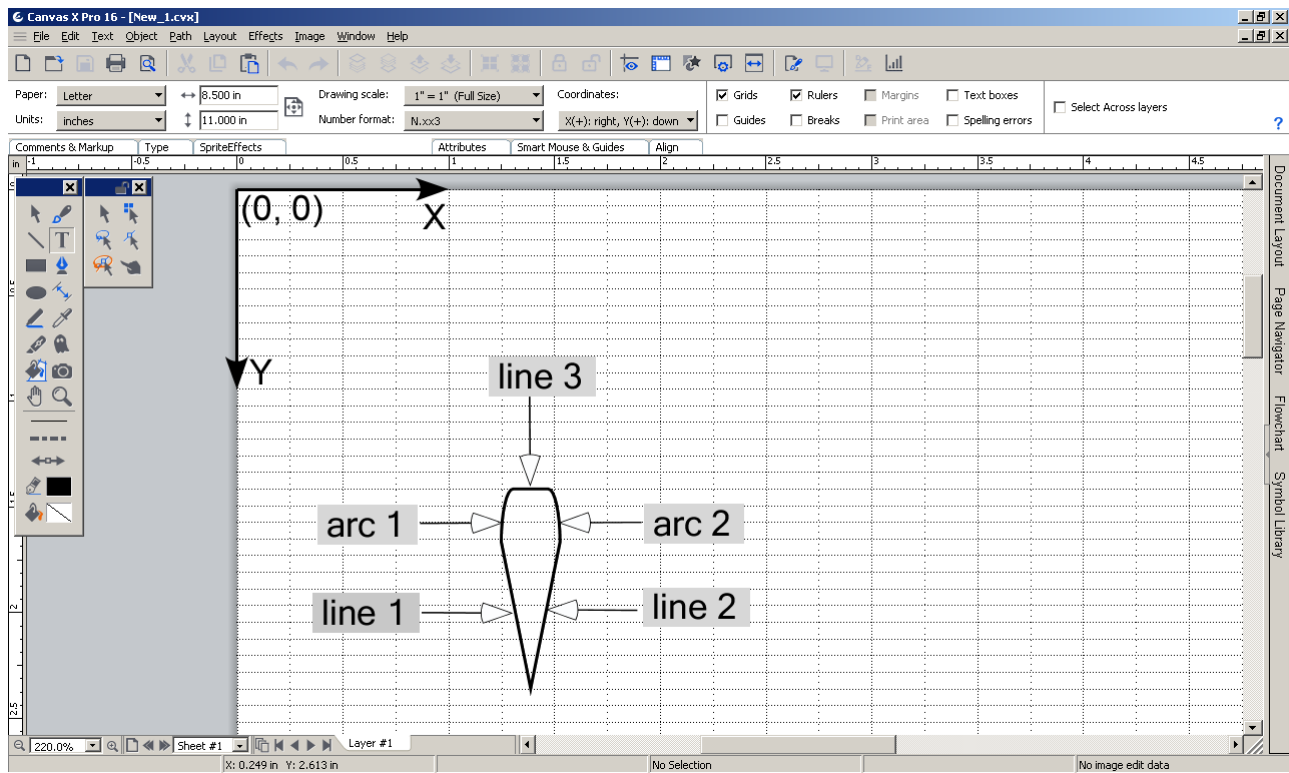 Canvas X Pro 16 - [New_1.cvx]
File Edit Text Object Path Layout Effects Image Window Help
Paper: Letter 8.500 in Drawing scale: 1" = 1" (Full Size) Coordinates: Grids Rulers Margins Text boxes Select Across layers
Units: inches 11.000 in Number format: N.xx3 X(+): right, Y(+): down Guides Breaks Print area Spelling errors ?
Comments & Markup Type SpriteEffects Attributes Smart Mouse & Guides Align
in -1 -0.5 0 0.5 1 1.5 2 2.5 3 3.5 4 4.5
(0, 0)
X
Y
line 3
arc 1 arc 2
line 1 line 2
1
2
2.5
T
Document Layout
Page Navigator
Flowchart
Symbol Library
220.0% Sheet #1 Layer #1
X: 0.249 in Y: 2.613 in No Selection No image edit data